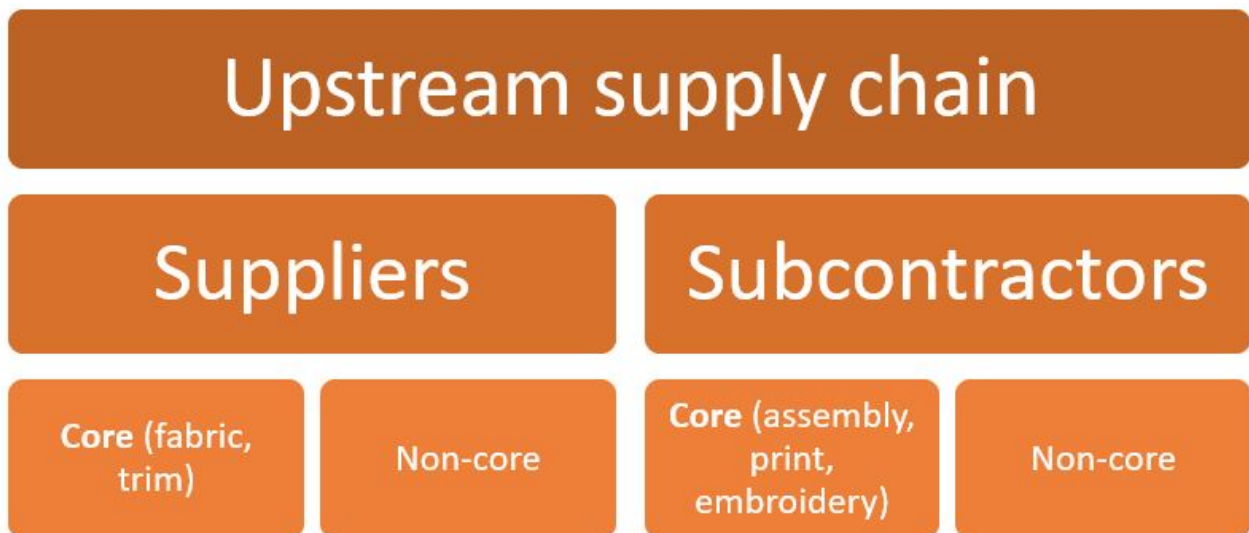 Upstream supply chain
Suppliers
Subcontractors
Core (fabric,
trim)
Non-core
Core (assembly,
print,
embroidery)
Non-core